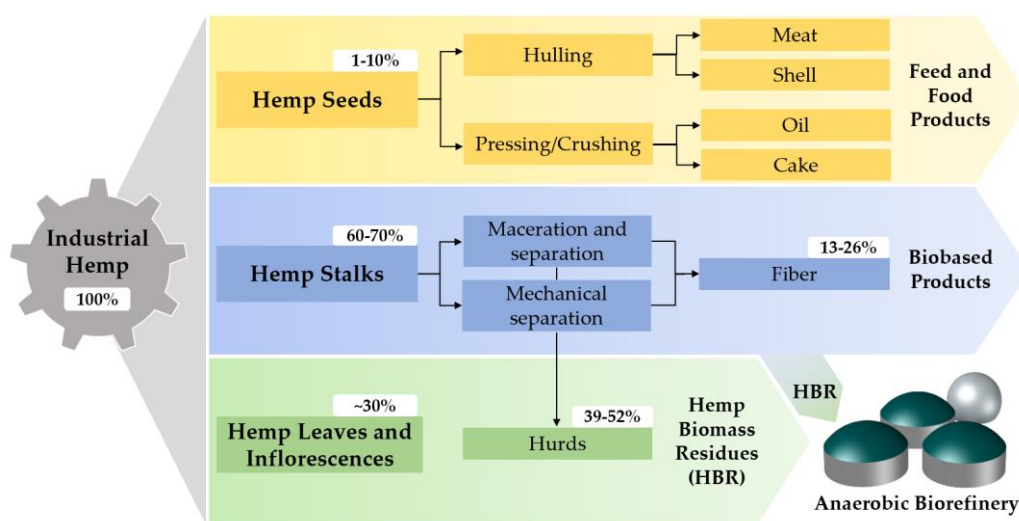 Industrial
Hemp
100%
1-10%
Hemp Seeds
Hulling
Meat
Shell
Pressing/Crushing
Oil
Cake
Feed and
Food
Products
60-70%
Hemp Stalks
Maceration and
separation
Mechanical
separation
13-26%
Fiber
Biobased
Products
~30%
Hemp Leaves and
Inflorescences
39-52%
Hurds
Hemp
Biomass
Residues
(HBR)
HBR
Anaerobic Biorefinery